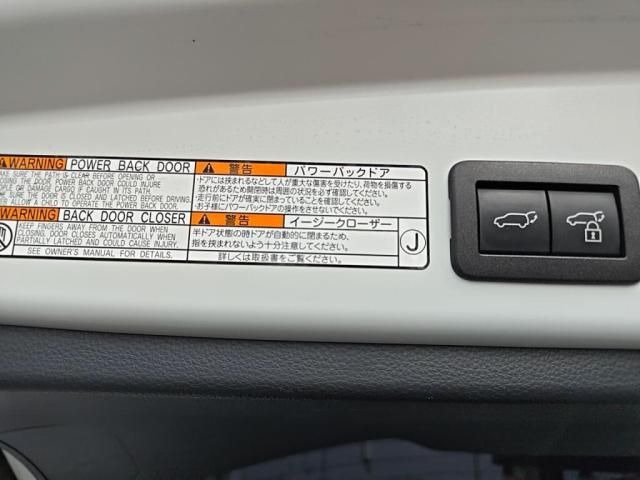 WARNING POWER BACK DOOR
MAKE SURE THE PATH IS CLEAR BEFORE OPENING OR
CLOSING THE DOOR. POWER BACK DOOR COULD INJURE
PEOPLE OR DAMAGE CARGO IF CAUGHT IN ITS PATH.
SURE THE DOOR IS CLOSED AND LATCHED BEFORE DRIVING.
ALLOW A CHILD TO OPERATE THE POWER BACK DOOR.
WARNING BACK DOOR CLOSER
KEEP FINGERS AWAY FROM THE DOOR WHEN
CLOSING. DOOR CLOSES AUTOMATICALLY WHEN
PARTIALLY LATCHED AND COULD CAUSE INJURY.
SEE OWNER'S MANUAL FOR DETAILS.
警告 パワーバックドア
・ドアには挟まれるなどして人が重大な傷害を受けたり、荷物を損傷する
恐れがあるため開閉時は周囲の状況を必ず確認してください。
・走行前にドアが確実に閉まっていることを確認してください。
・お子様にパワーバックドアの操作をさせないでください。
警告 イージークローザー
半ドア状態の時ドアが自動的に閉まるため、
指を挟まれないよう十分注意してください。
詳しくは取扱書をご覧ください。
J